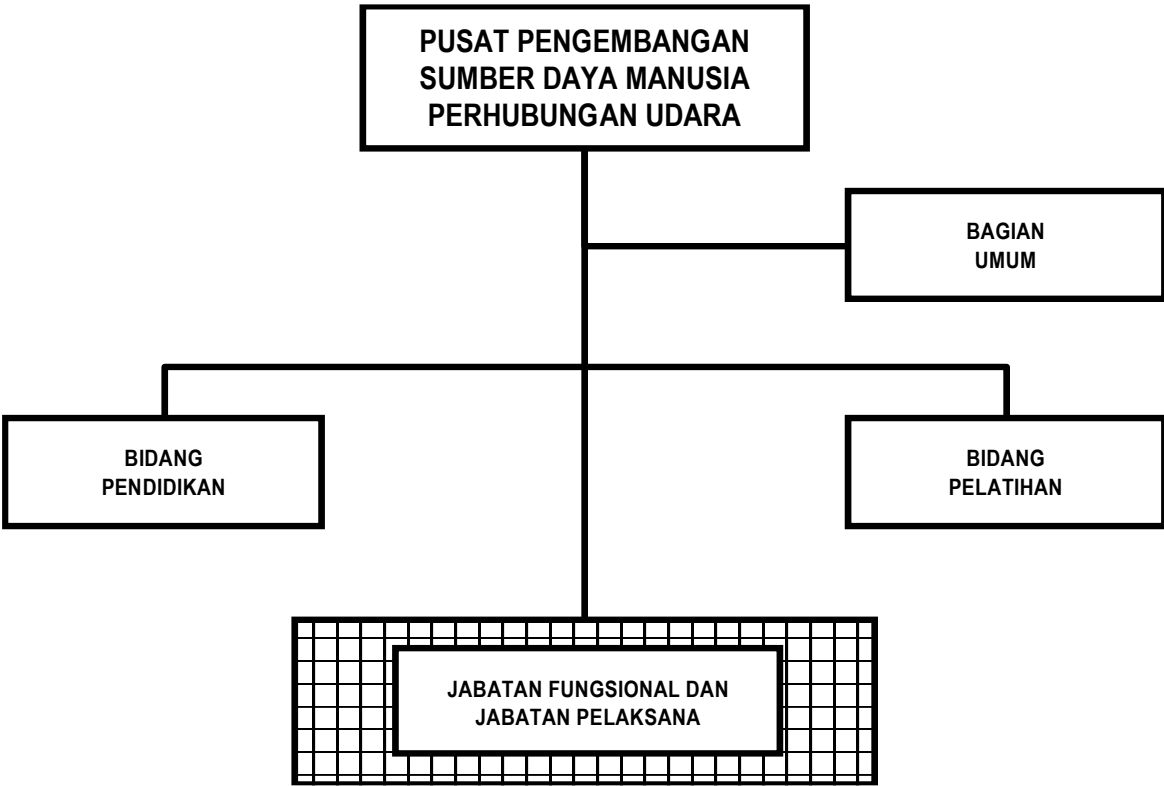 PUSAT PENGEMBANGAN
SUMBER DAYA MANUSIA
PERHUBUNGAN UDARA
BAGIAN
UMUM
BIDANG
PENDIDIKAN
BIDANG
PELATIHAN
JABATAN FUNGSIONAL DAN
JABATAN PELAKSANA